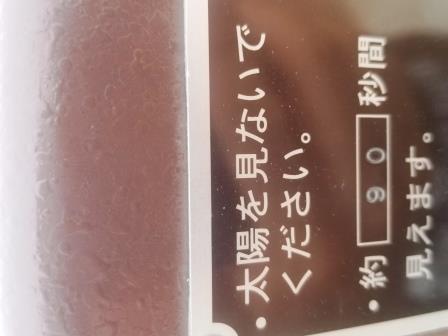 ・太陽を見ないで
ください。
・約 90 秒間
見えます。